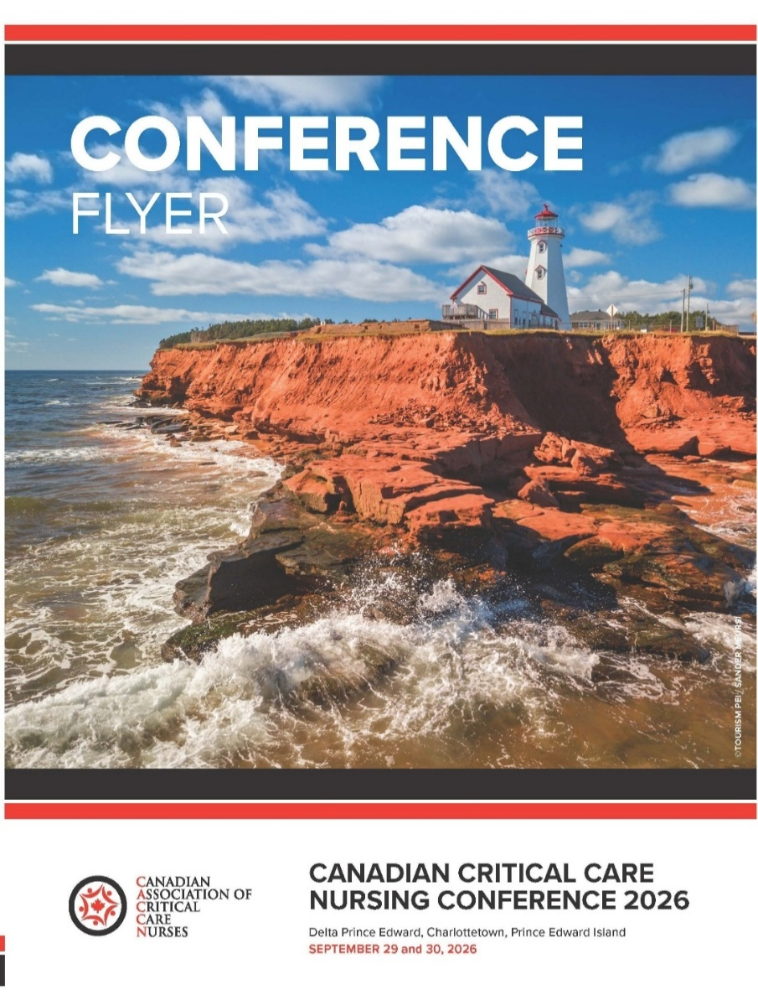 CONFERENCE
FLYER
©TOURISM PEI / SANDER MEURS
CANADIAN
ASSOCIATION OF
CRITICAL
CARE
NURSES
CANADIAN CRITICAL CARE
NURSING CONFERENCE 2026
Delta Prince Edward, Charlottetown, Prince Edward Island
SEPTEMBER 29 and 30, 2026